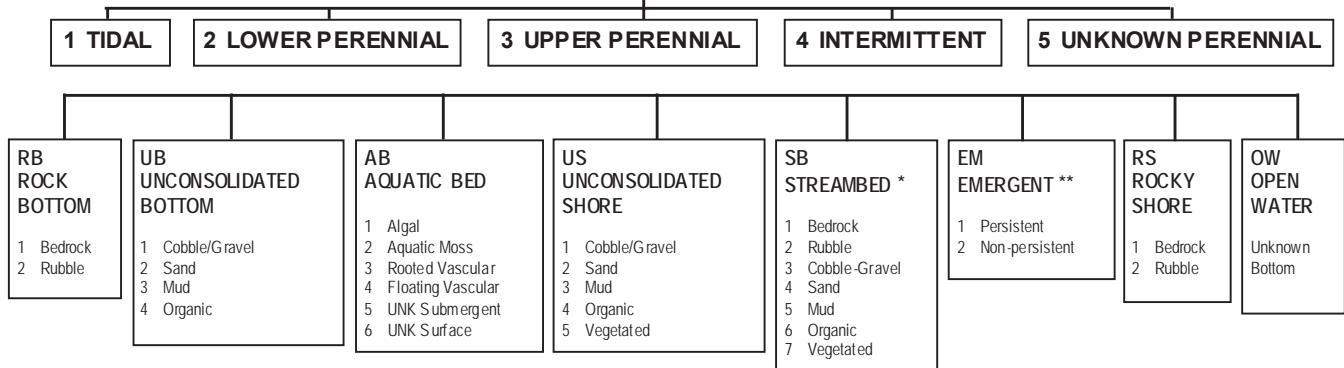 1 TIDAL
2 LOWER PERENNIAL
3 UPPER PERENNIAL
4 INTERMITTENT
5 UNKNOWN PERENNIAL
RB
ROCK
BOTTOM
1 Bedrock
2 Rubble
UB
UNCONSOLIDATED
BOTTOM
1 Cobble/Gravel
2 Sand
3 Mud
4 Organic
AB
AQUATIC BED
1 Algal
2 Aquatic Moss
3 Rooted Vascular
4 Floating Vascular
5 UNK Submergent
6 UNK Surface
US
UNCONSOLIDATED
SHORE
1 Cobble/Gravel
2 Sand
3 Mud
4 Organic
5 Vegetated
SB
STREAMBED *
1 Bedrock
2 Rubble
3 Cobble-Gravel
4 Sand
5 Mud
6 Organic
7 Vegetated
EM
EMERGENT **
1 Persistent
2 Non-persistent
RS
ROCKY
SHORE
1 Bedrock
2 Rubble
OW
OPEN
WATER
Unknown
Bottom